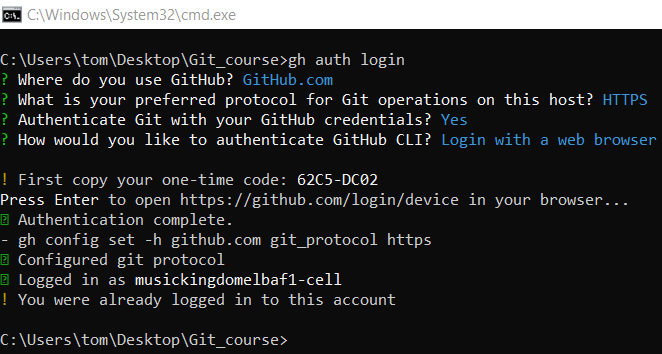 C:\Windows\System32\cmd.exe
C:\Users\tom\Desktop\Git_course>gh auth login
? Where do you use GitHub? GitHub.com
? What is your preferred protocol for Git operations on this host? HTTPS
? Authenticate Git with your GitHub credentials? Yes
? How would you like to authenticate GitHub CLI? Login with a web browser
! First copy your one-time code: 62C5-DC02
Press Enter to open https://github.com/login/device in your browser...
Authentication complete.
- gh config set -h github.com git_protocol https
Configured git protocol
Logged in as musickingdomelbaf1-cell
! You were already logged in to this account
C:\Users\tom\Desktop\Git_course>